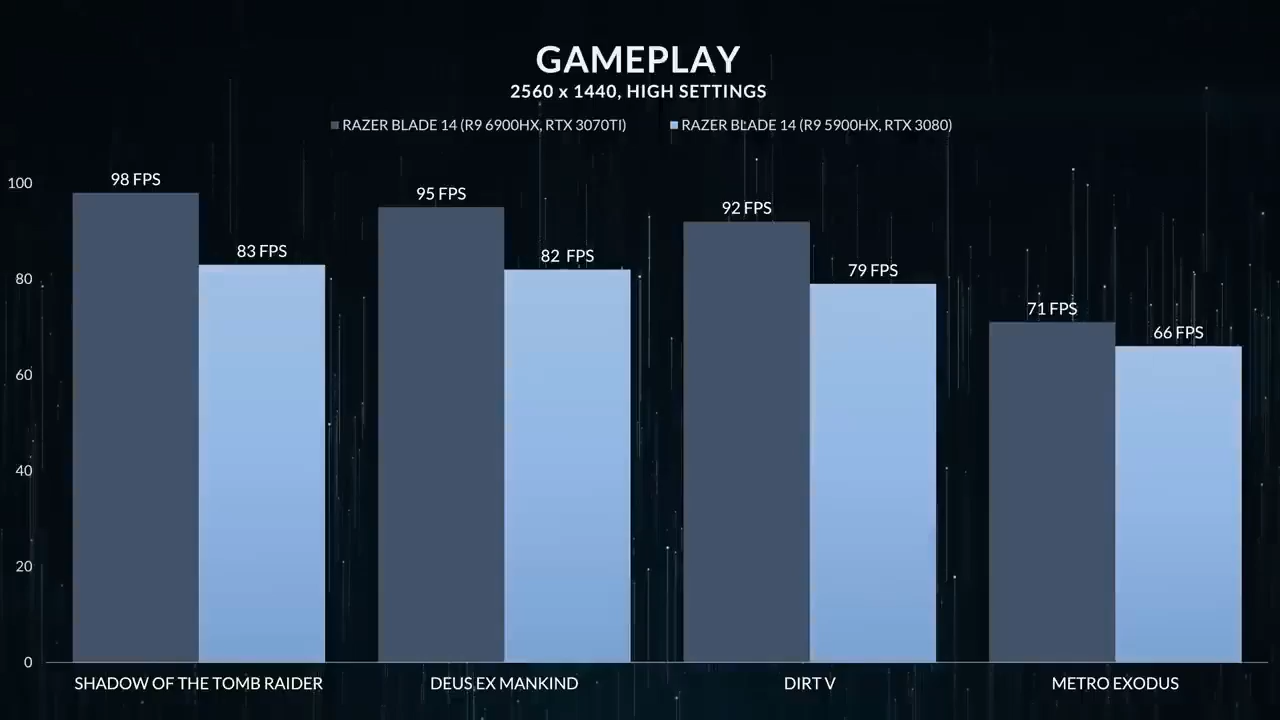 GAMEPLAY
2560 x 1440, HIGH SETTINGS
RAZER BLADE 14 (R9 6900HX, RTX 3070TI) RAZER BLADE 14 (R9 5900HX, RTX 3080)
100
80
60
40
20
0
98 FPS
83 FPS
95 FPS
82 FPS
92 FPS
79 FPS
71 FPS
66 FPS
SHADOW OF THE TOMB RAIDER
DEUS EX MANKIND
DIRT V
METRO EXODUS